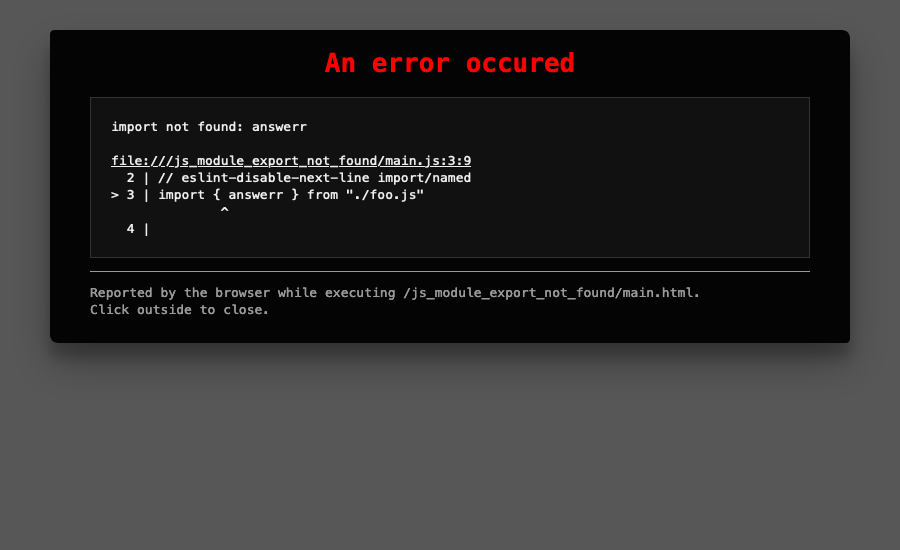 An error occured
import not found: answerr
file:///js_module_export_not_found/main.js:3:9
  2 | // eslint-disable-next-line import/named
> 3 | import { answerr } from "./foo.js"
              ^
  4 |
Reported by the browser while executing /js_module_export_not_found/main.html.
Click outside to close.